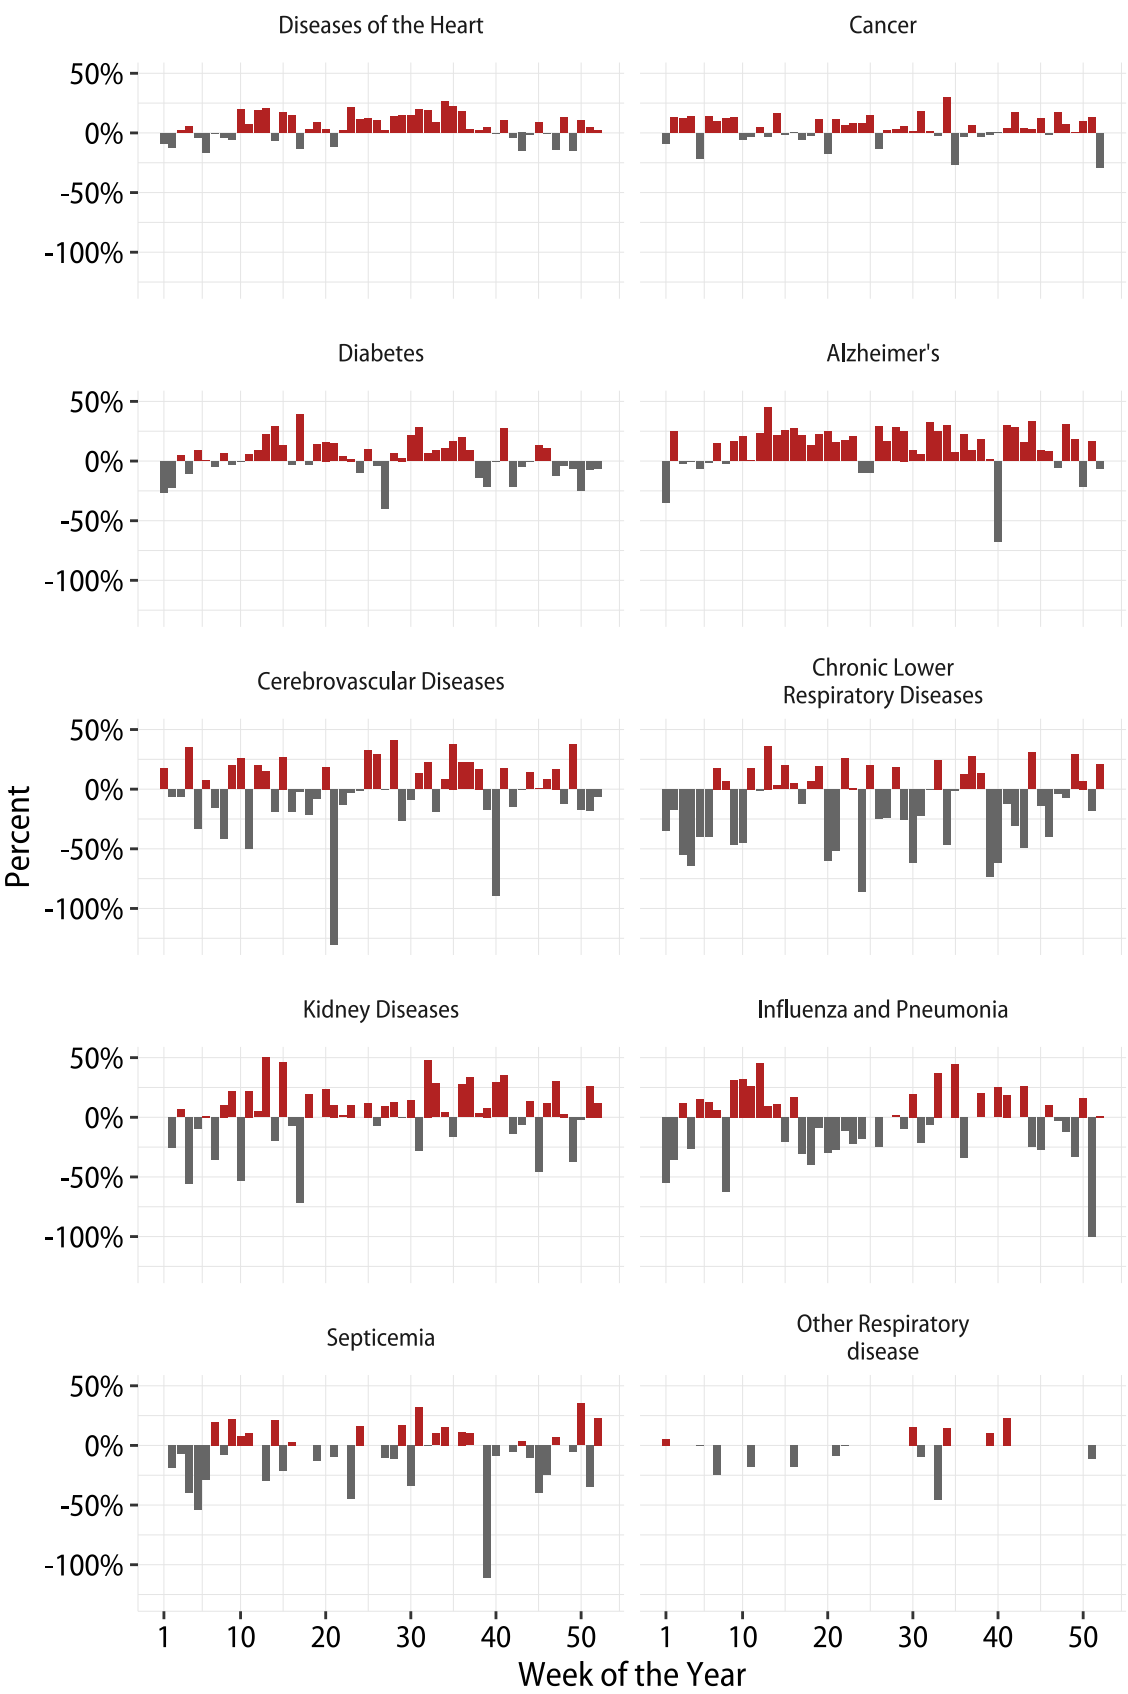 Diseases of the Heart
Cancer
50%
0%
-50%
-100%
Diabetes
Alzheimer's
50%
0%
-50%
-100%
Cerebrovascular Diseases
Chronic Lower
Respiratory Diseases
50%
0%
-50%
-100%
Percent
Kidney Diseases
Influenza and Pneumonia
50%
0%
-50%
-100%
Septicemia
Other Respiratory
disease
50%
0%
-50%
-100%
1 10 20 30 40 50
1 10 20 30 40 50
Week of the Year